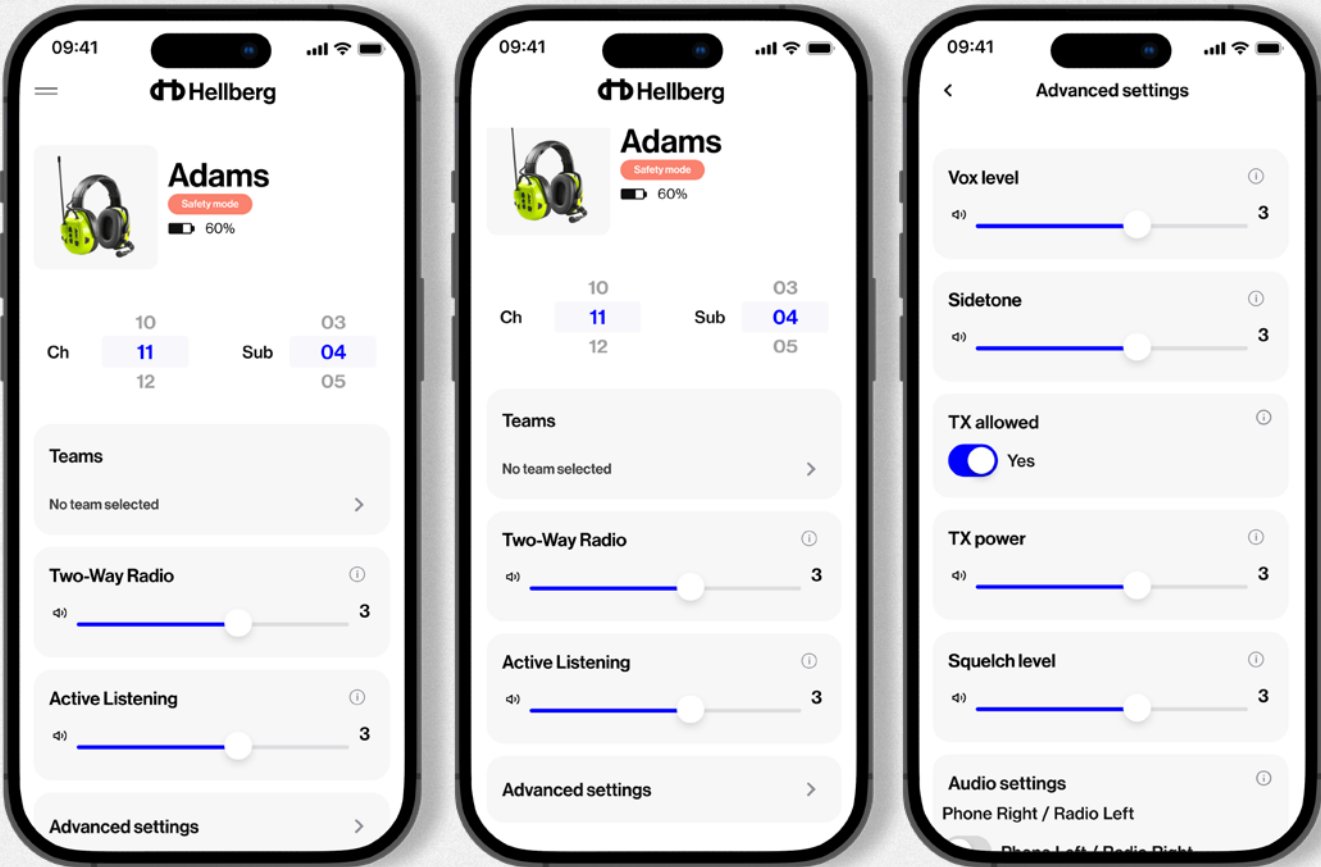 09:41
Hellberg
Adams
Safety mode
60%
10
03
Ch
11
Sub
04
12
05
Teams
No team selected
Two-Way Radio
3
Active Listening
3
Advanced settings
09:41
Hellberg
Adams
Safety mode
60%
10
03
Ch
11
Sub
04
12
05
Teams
No team selected
Two-Way Radio
3
Active Listening
3
Advanced settings
09:41
Advanced settings
Vox level
3
Sidetone
3
TX allowed
Yes
TX power
3
Squelch level
3
Audio settings
Phone Right / Radio Left
Phone Left / Radio Right